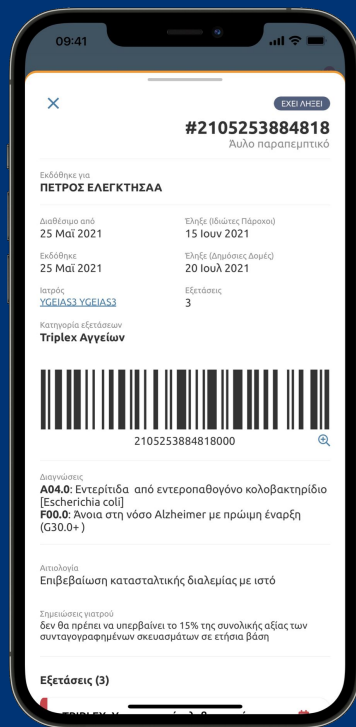 09:41
ΕΧΕΙ ΛΗΞΕΙ
#2105253884818
Άυλο παραπεμπτικό
Εκδόθηκε για
ΠΕΤΡΟΣ ΕΛΕΓΚΤΗΣΑΑ
Διαθέσιμο από Έληξε (Ιδιώτες Πάροχοι)
25 Μαϊ 2021 15 Ιουν 2021
Εκδόθηκε Έληξε (Δημόσιες Δομές)
25 Μαϊ 2021 20 Ιουλ 2021
Ιατρός Εξετάσεις
YGEIAS3 YGEIAS3 3
Κατηγορία εξετάσεων
Triplex Αγγείων
2105253884818000
Διαγνώσεις
A04.0: Εντερίτιδα από εντεροπαθογόνο κολοβακτηρίδιο
[Escherichia coli]
F00.0: Άνοια στη νόσο Alzheimer με πρώιμη έναρξη
(G30.0+)
Αιτιολογία
Επιβεβαίωση κατασταλτικής διαλεμίας με ιστό
Σημειώσεις γιατρού
δεν θα πρέπει να υπερβαίνει το 15% της συνολικής αξίας των
συνταγογραφημένων σκευασμάτων σε ετήσια βάση
Εξετάσεις (3)